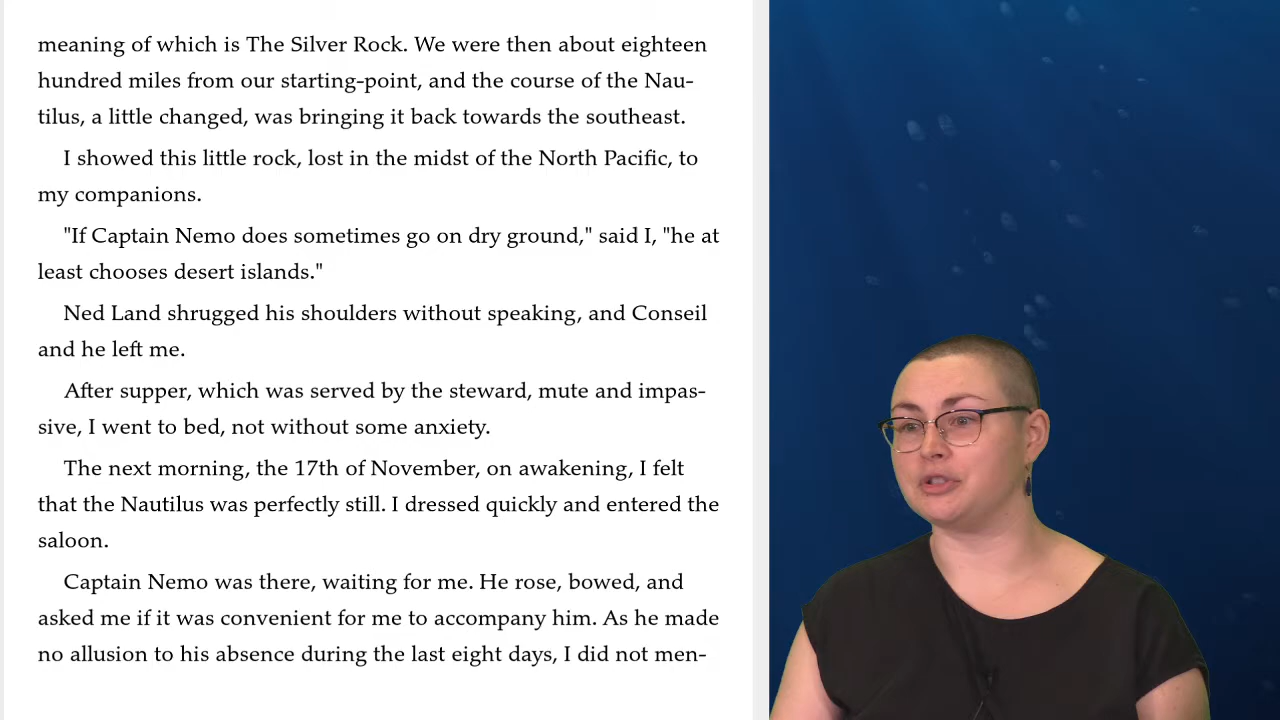 meaning of which is The Silver Rock. We were then about eighteen
hundred miles from our starting-point, and the course of the Nau-
tilus, a little changed, was bringing it back towards the southeast.
I showed this little rock, lost in the midst of the North Pacific, to
my companions.
"If Captain Nemo does sometimes go on dry ground," said I, "he at
least chooses desert islands."
Ned Land shrugged his shoulders without speaking, and Conseil
and he left me.
After supper, which was served by the steward, mute and impas-
sive, I went to bed, not without some anxiety.
The next morning, the 17th of November, on awakening, I felt
that the Nautilus was perfectly still. I dressed quickly and entered the
saloon.
Captain Nemo was there, waiting for me. He rose, bowed, and
asked me if it was convenient for me to accompany him. As he made
no allusion to his absence during the last eight days, I did not men-